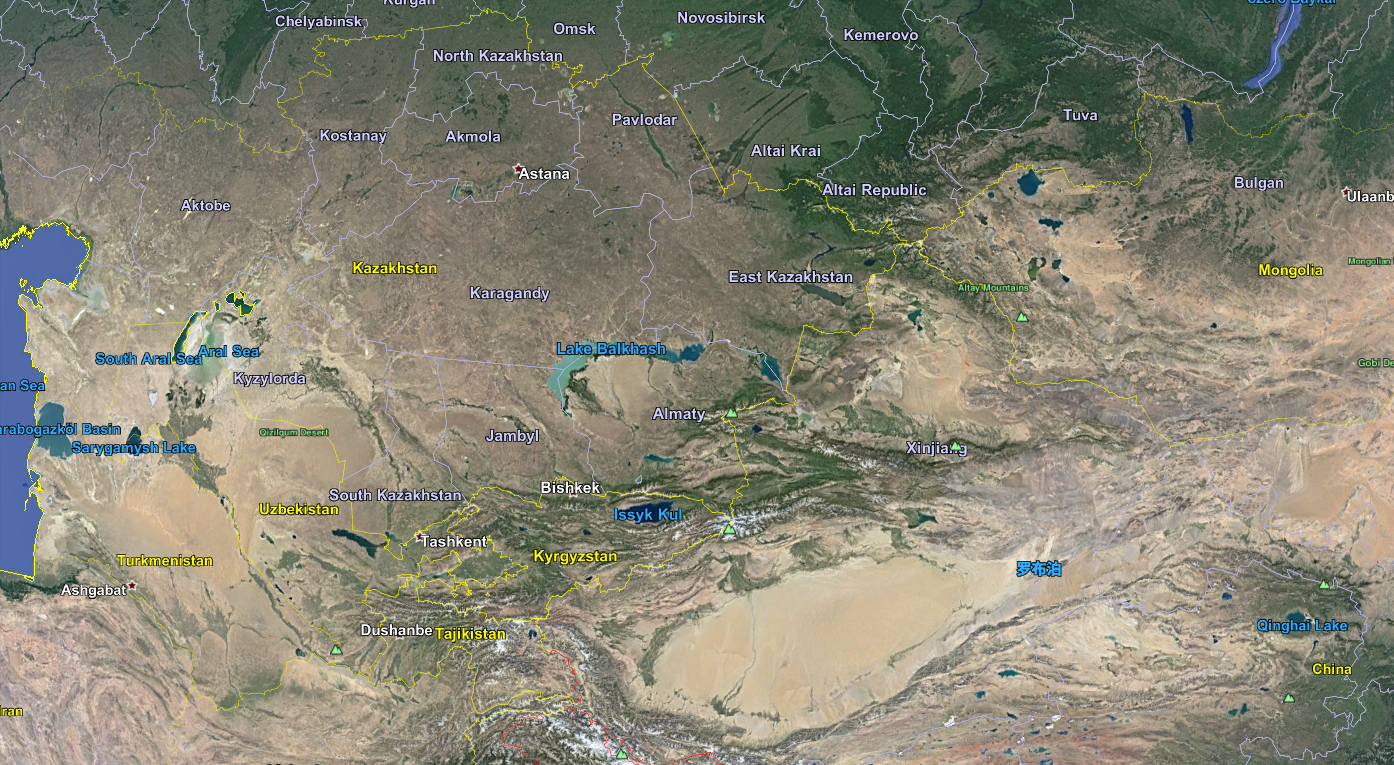 Kurgan
ozero Baykal
Chelyabinsk
Novosibirsk
Omsk
Kemerovo
North Kazakhstan
Tuva
Pavlodar
Kostanay
Akmola
Altai Krai
Astana
Bulgan
Altai Republic
Ulaanb
Aktobe
Mongolian
Kazakhstan
Mongolia
East Kazakhstan
Altay Mountains
Karagandy
Lake Balkhash
Aral Sea
South Aral Sea
Gobi De
Kyzylorda
an Sea
Almaty
arabogazköl Basin
Qizilqum Desert
Jambyl
Sarygamysh Lake
Xinjiang
Bishkek
South Kazakhstan
Uzbekistan
Issyk Kul
Tashkent
Kyrgyzstan
Turkmenistan
罗布泊
Ashgabat
Qinghai Lake
Dushanbe
Tajikistan
China
Iran